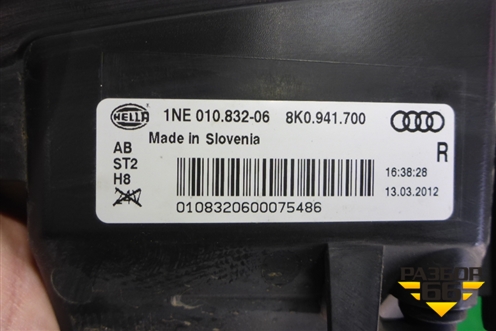 HELLA 1NE 010.832-06 8K0.941.700
Made in Slovenia
AB
ST2
H8
24V
R
16:38:28
13.03.2012
0108320600075486
РАЗБОР
66